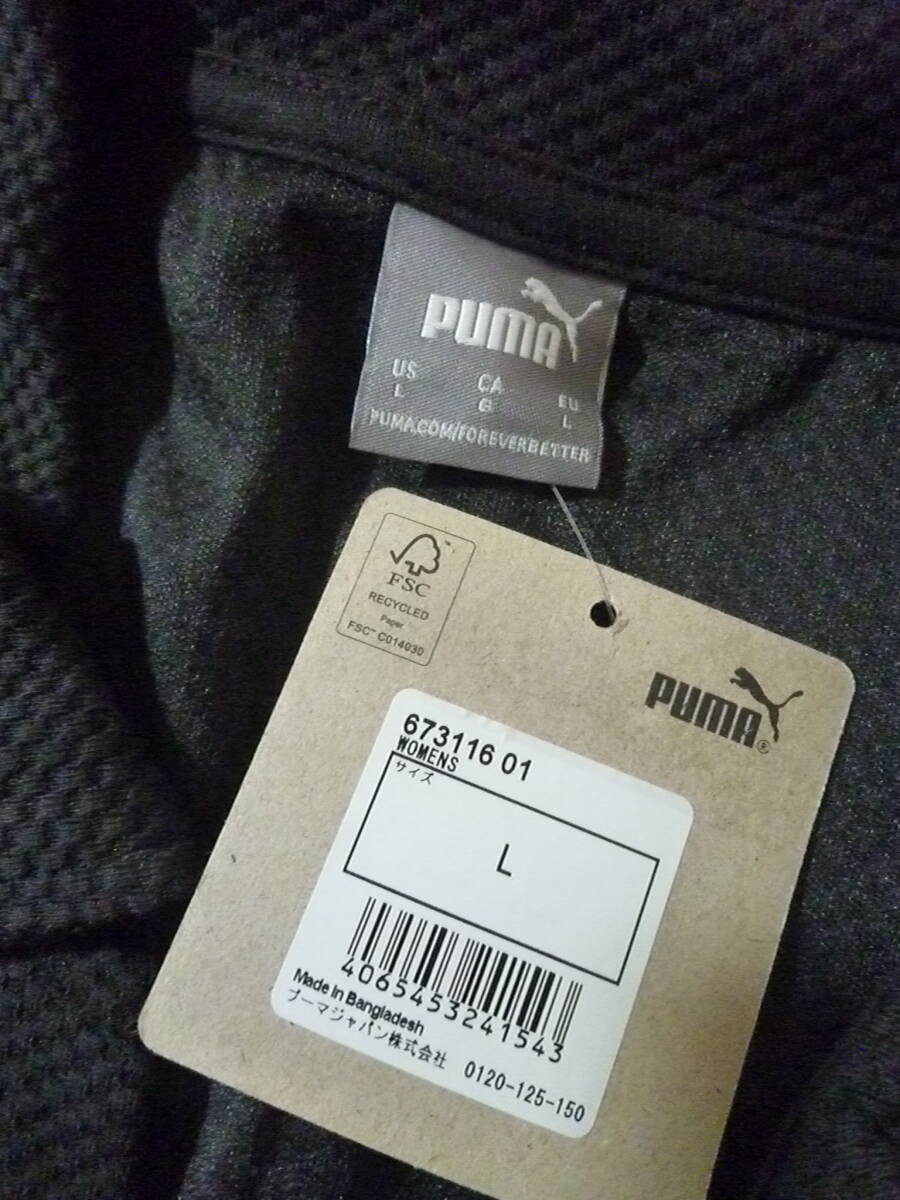 PUMA
US CA EU
L G L
PUMA.COM/FOREVERBETTER
FSC™
RECYCLED
Paper
FSC™ C014030
PUMA®
673116 01
WOMENS
サイズ
L
4065453241543
Made in Bangladesh
プーマジャパン株式会社 0120-125-150